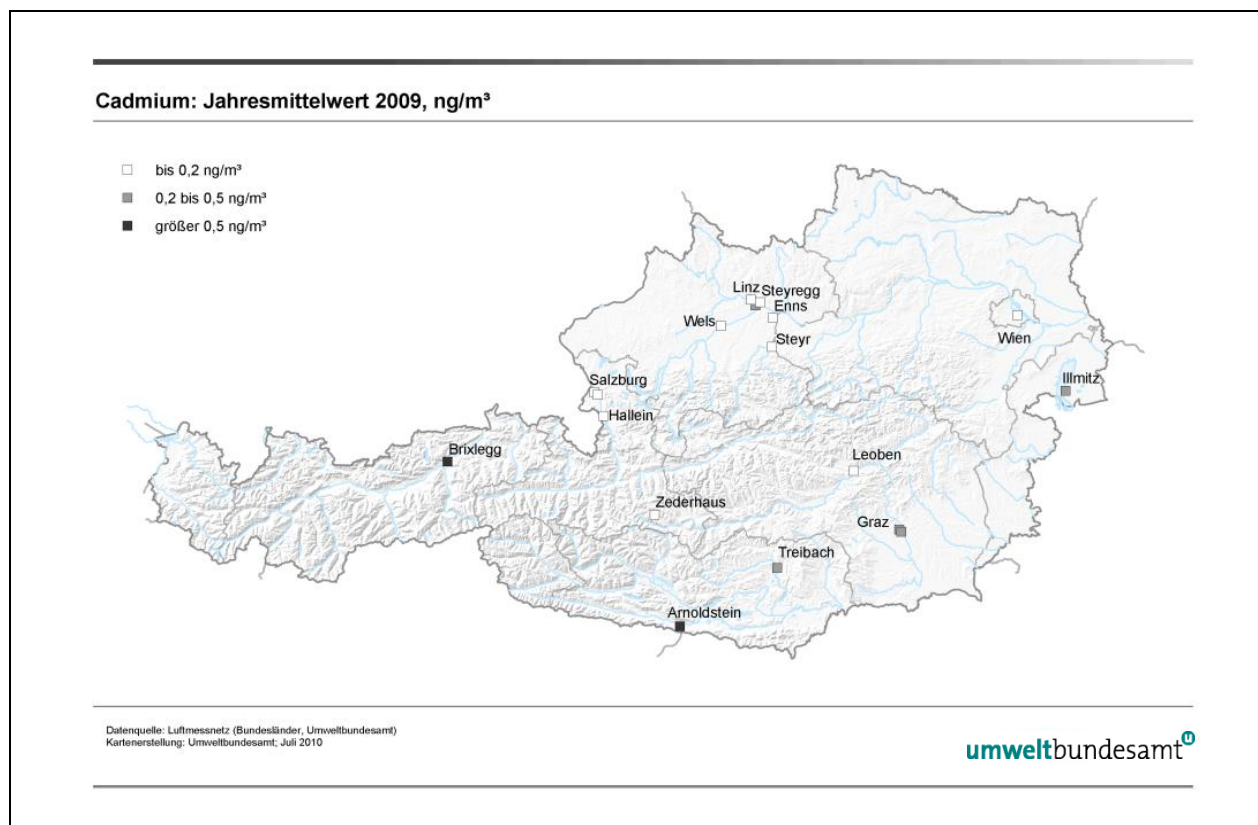 Cadmium: Jahresmittelwert 2009, ng/m³
bis 0,2 ng/m³
0,2 bis 0,5 ng/m³
größer 0,5 ng/m³
Linz
Steyregg
Enns
Wels
Steyr
Wien
Salzburg
Illmitz
Hallein
Brixlegg
Leoben
Zederhaus
Graz
Treibach
Arnoldstein
Datenquelle: Luftmessnetz (Bundesländer, Umweltbundesamt)
Kartenerstellung: Umweltbundesamt; Juli 2010
umweltbundesamt U